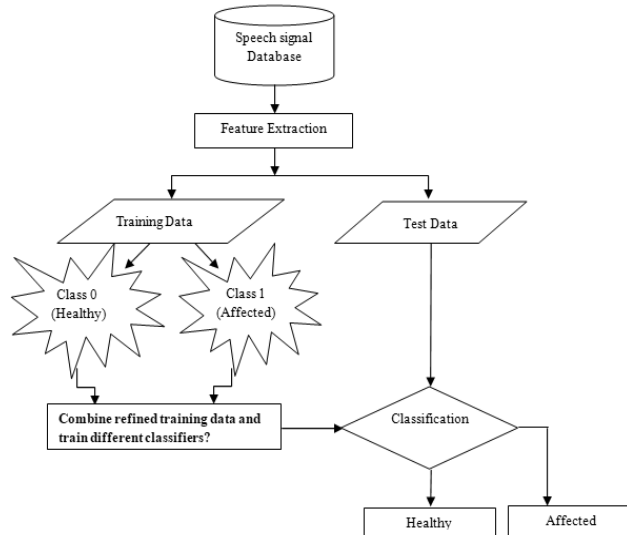 Speech signal
Database
Feature Extraction
Training Data
Test Data
Class 0
(Healthy)
Class 1
(Affected)
Combine refined training data and
train different classifiers?
Classification
Healthy
Affected